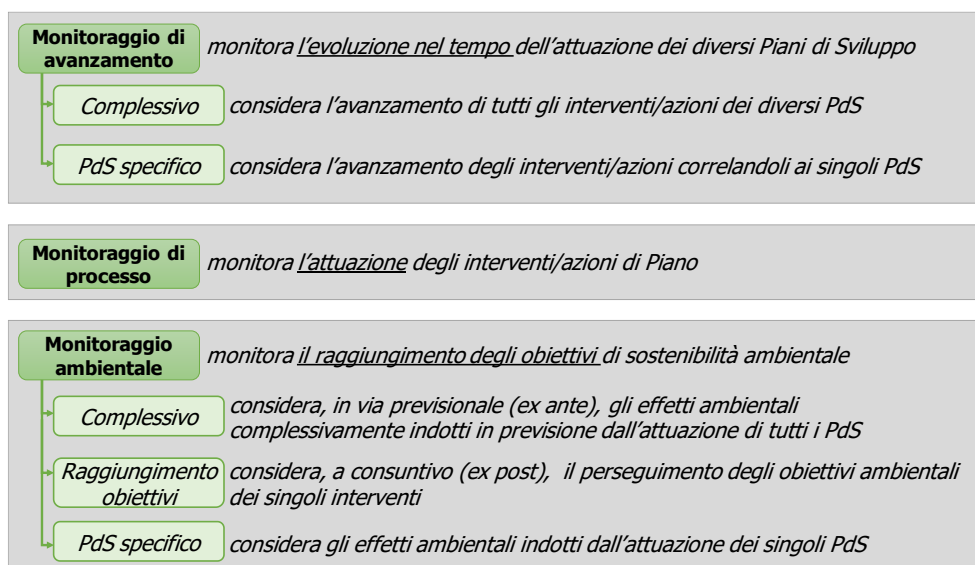 Monitoraggio di
avanzamento
monitora l'evoluzione nel tempo dell'attuazione dei diversi Piani di Sviluppo
Complessivo
considera l'avanzamento di tutti gli interventi/azioni dei diversi PdS
PdS specifico
considera l'avanzamento degli interventi/azioni correlandoli ai singoli PdS
Monitoraggio di
processo
monitora l'attuazione degli interventi/azioni di Piano
Monitoraggio
ambientale
monitora il raggiungimento degli obiettivi di sostenibilità ambientale
Complessivo
considera, in via previsionale (ex ante), gli effetti ambientali
complessivamente indotti in previsione dall'attuazione di tutti i PdS
Raggiungimento
obiettivi
considera, a consuntivo (ex post), il perseguimento degli obiettivi ambientali
dei singoli interventi
PdS specifico
considera gli effetti ambientali indotti dall'attuazione dei singoli PdS